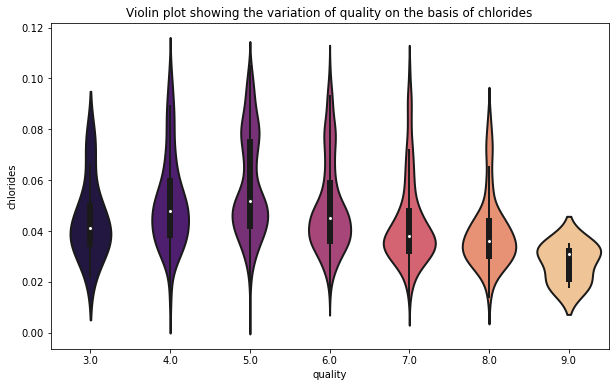 Violin plot showing the variation of quality on the basis of chlorides
0.12
0.10
0.08
0.06
0.04
0.02
0.00
chlorides
3.0 4.0 5.0 6.0 7.0 8.0 9.0
quality